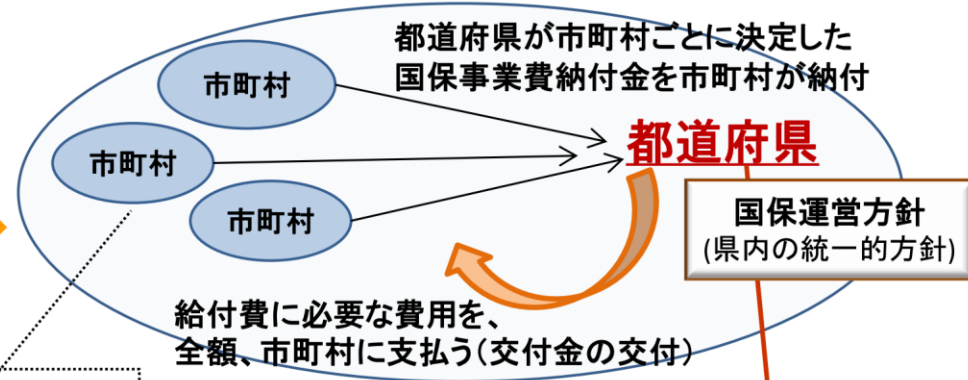 都道府県が市町村ごとに決定した
国保事業費納付金を市町村が納付
市町村
市町村
市町村
都道府県
国保運営方針
(県内の統一的方針)
給付費に必要な費用を、
全額、市町村に支払う(交付金の交付)